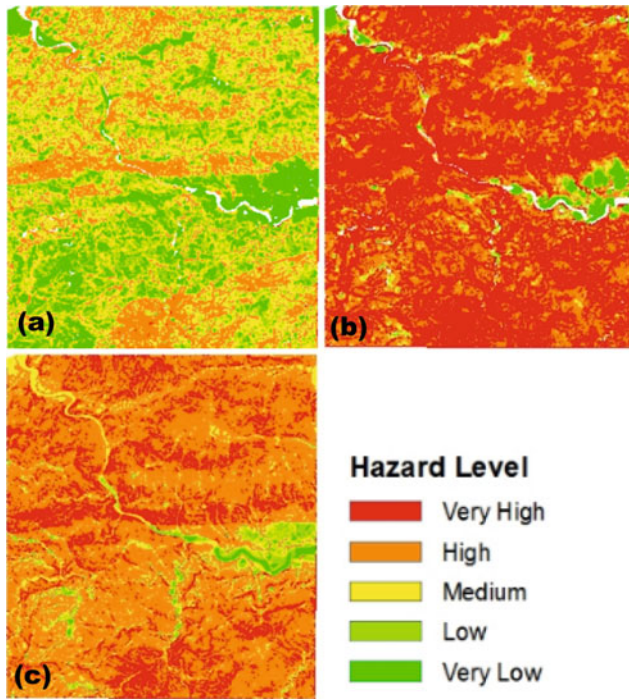 (a)
(b)
(c)
Hazard Level
Very High
High
Medium
Low
Very Low